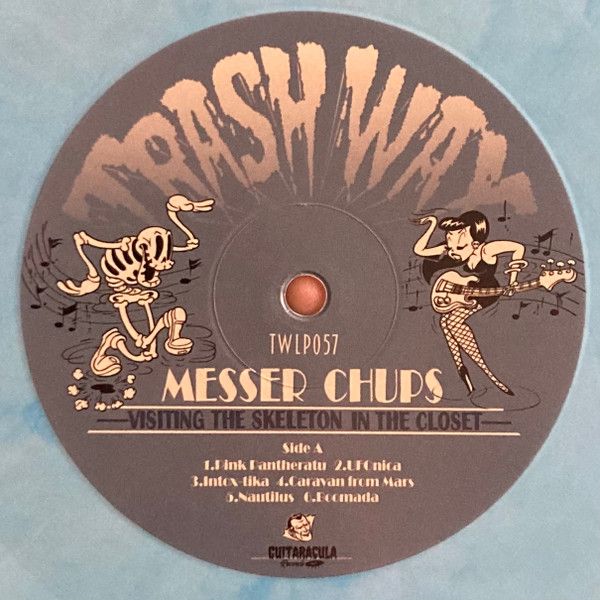 TRASH WAX
TWLP057
MESSER CHUPS
VISITING THE SKELETON IN THE CLOSET
Side A
1.Pink Pantheratu 2.UFOnica
3.Intox-tika 4.Caravan from Mars
5.Nautilus 6.Boomada
GUITARACULA
Records